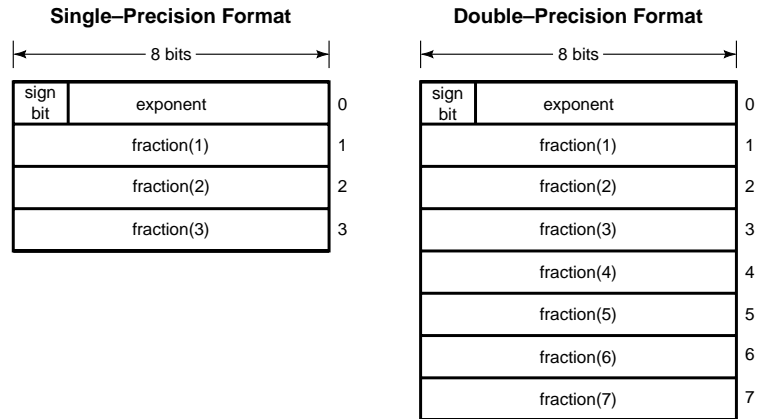 Single–Precision Format
8 bits
sign
bit
exponent
0
fraction(1)
1
fraction(2)
2
fraction(3)
3
Double–Precision Format
8 bits
sign
bit
exponent
0
fraction(1)
1
fraction(2)
2
fraction(3)
3
fraction(4)
4
fraction(5)
5
fraction(6)
6
fraction(7)
7